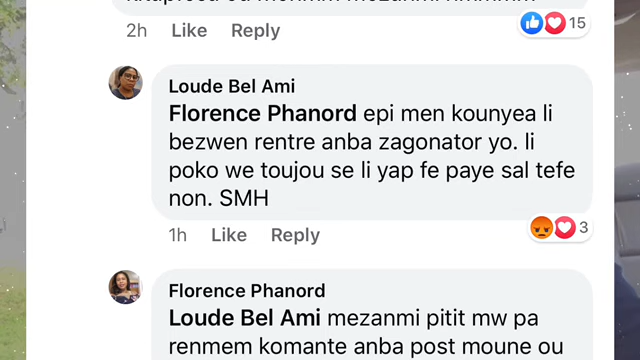 2h Like Reply 15
Loude Bel Ami
Florence Phanord epi men kounyea li
bezwen rentre anba zagonator yo. li
poko we toujou se li yap fe paye sal tefe
non. SMH
1h Like Reply 3
Florence Phanord
Loude Bel Ami mezanmi pitit mw pa
renmem komante anba post moune ou